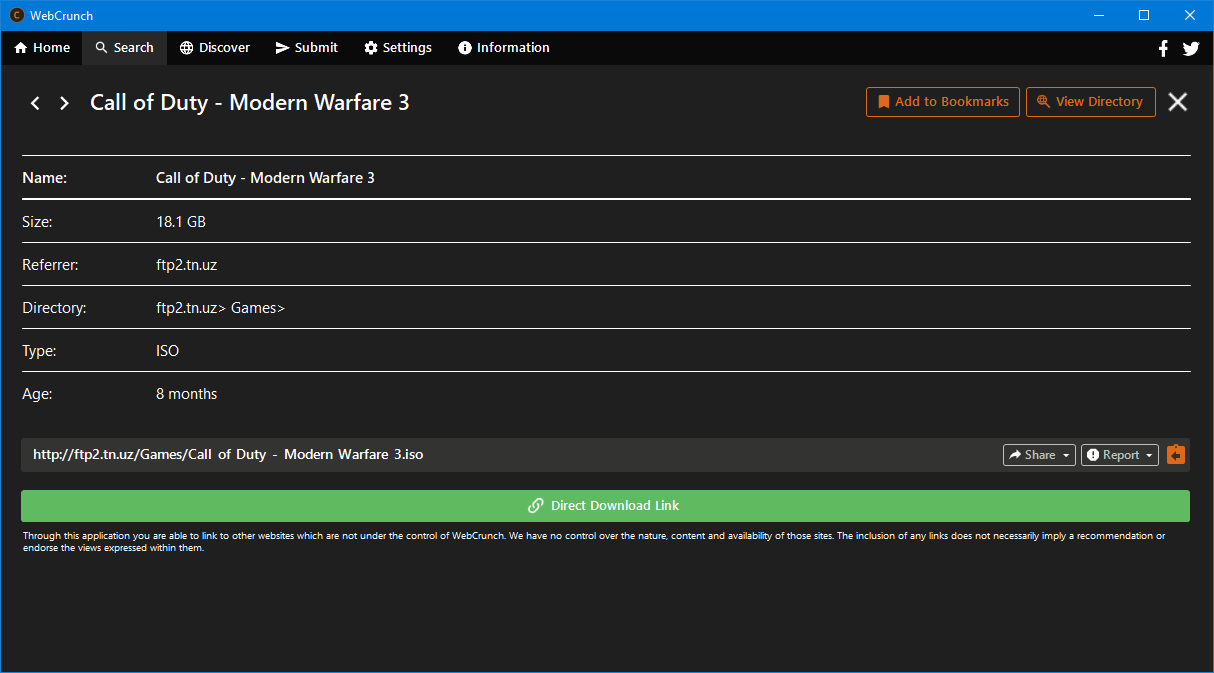 WebCrunch
Home Search Discover Submit Settings Information
Call of Duty - Modern Warfare 3 Add to Bookmarks View Directory
Name: Call of Duty - Modern Warfare 3
Size: 18.1 GB
Referrer: ftp2.tn.uz
Directory: ftp2.tn.uz> Games>
Type: ISO
Age: 8 months
http://ftp2.tn.uz/Games/Call of Duty - Modern Warfare 3.iso Share Report
Direct Download Link
Through this application you are able to link to other websites which are not under the control of WebCrunch. We have no control over the nature, content and availability of those sites. The inclusion of any links does not necessarily imply a recommendation or
endorse the views expressed within them.